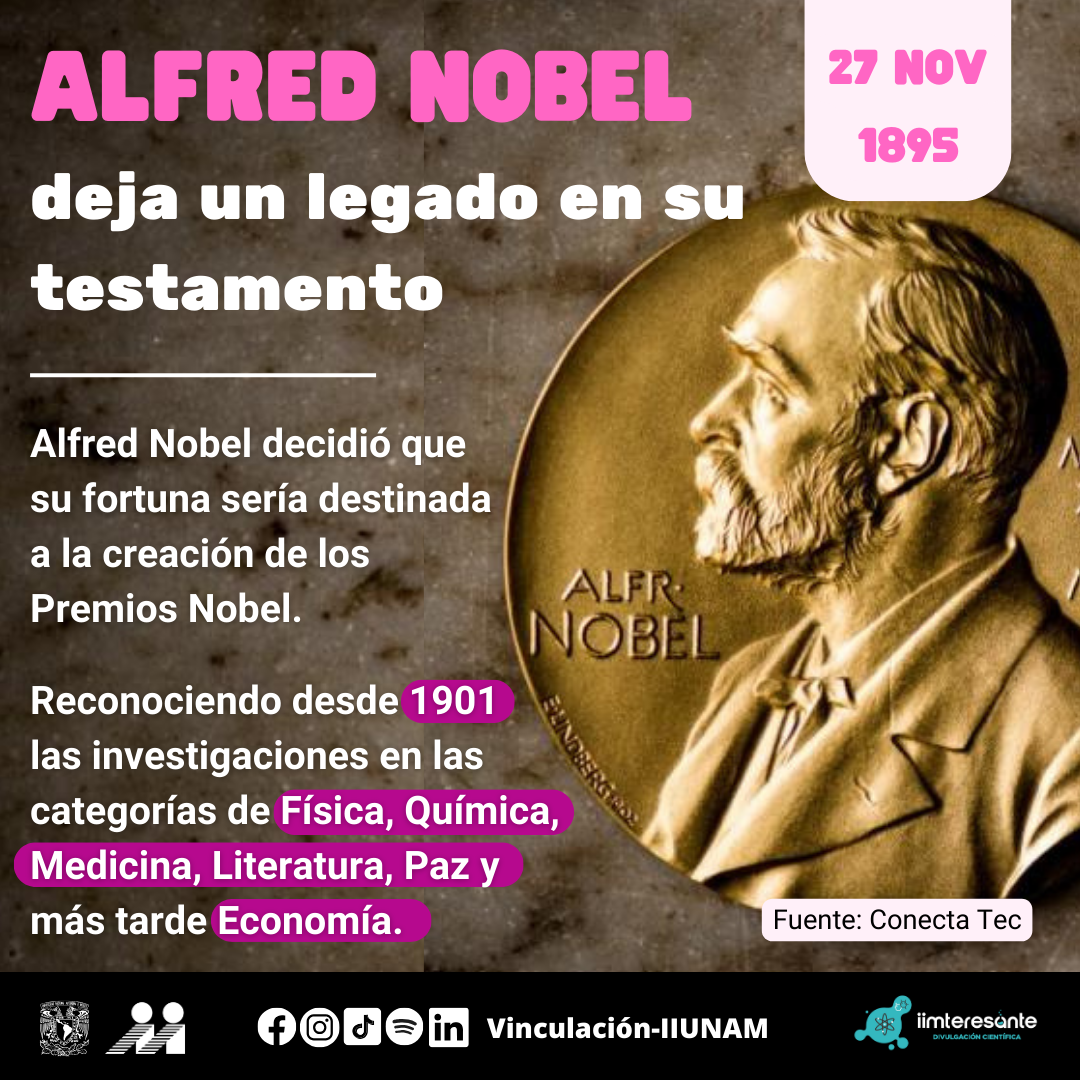 ALFRED NOBEL
deja un legado en su
testamento
27 NOV
1895
Alfred Nobel decidió que
su fortuna sería destinada
a la creación de los
Premios Nobel.
Reconociendo desde 1901
las investigaciones en las
categorías de Física, Química,
Medicina, Literatura, Paz y
más tarde Economía.
ALFR·
NOBEL
Fuente: Conecta Tec
Vinculación-IIUNAM
iimteresante
DIVULGACIÓN CIENTÍFICA